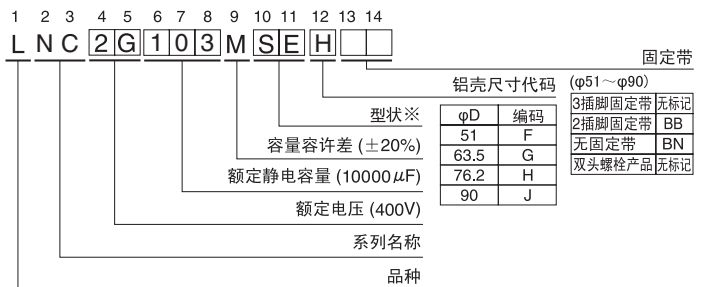 1 2 3 4 5 6 7 8 9 10 11 12 13 14
L N C 2 G 1 0 3 M S E H
固定带
铝壳尺寸代码 (φ51～φ90)
型状※
容量容许差 (±20%)
额定静电容量 (10000μF)
额定电压 (400V)
系列名称
品种
φD 编码
51 F
63.5 G
76.2 H
90 J
3插脚固定带 无标记
2插脚固定带 BB
无固定带 BN
双头螺栓产品 无标记